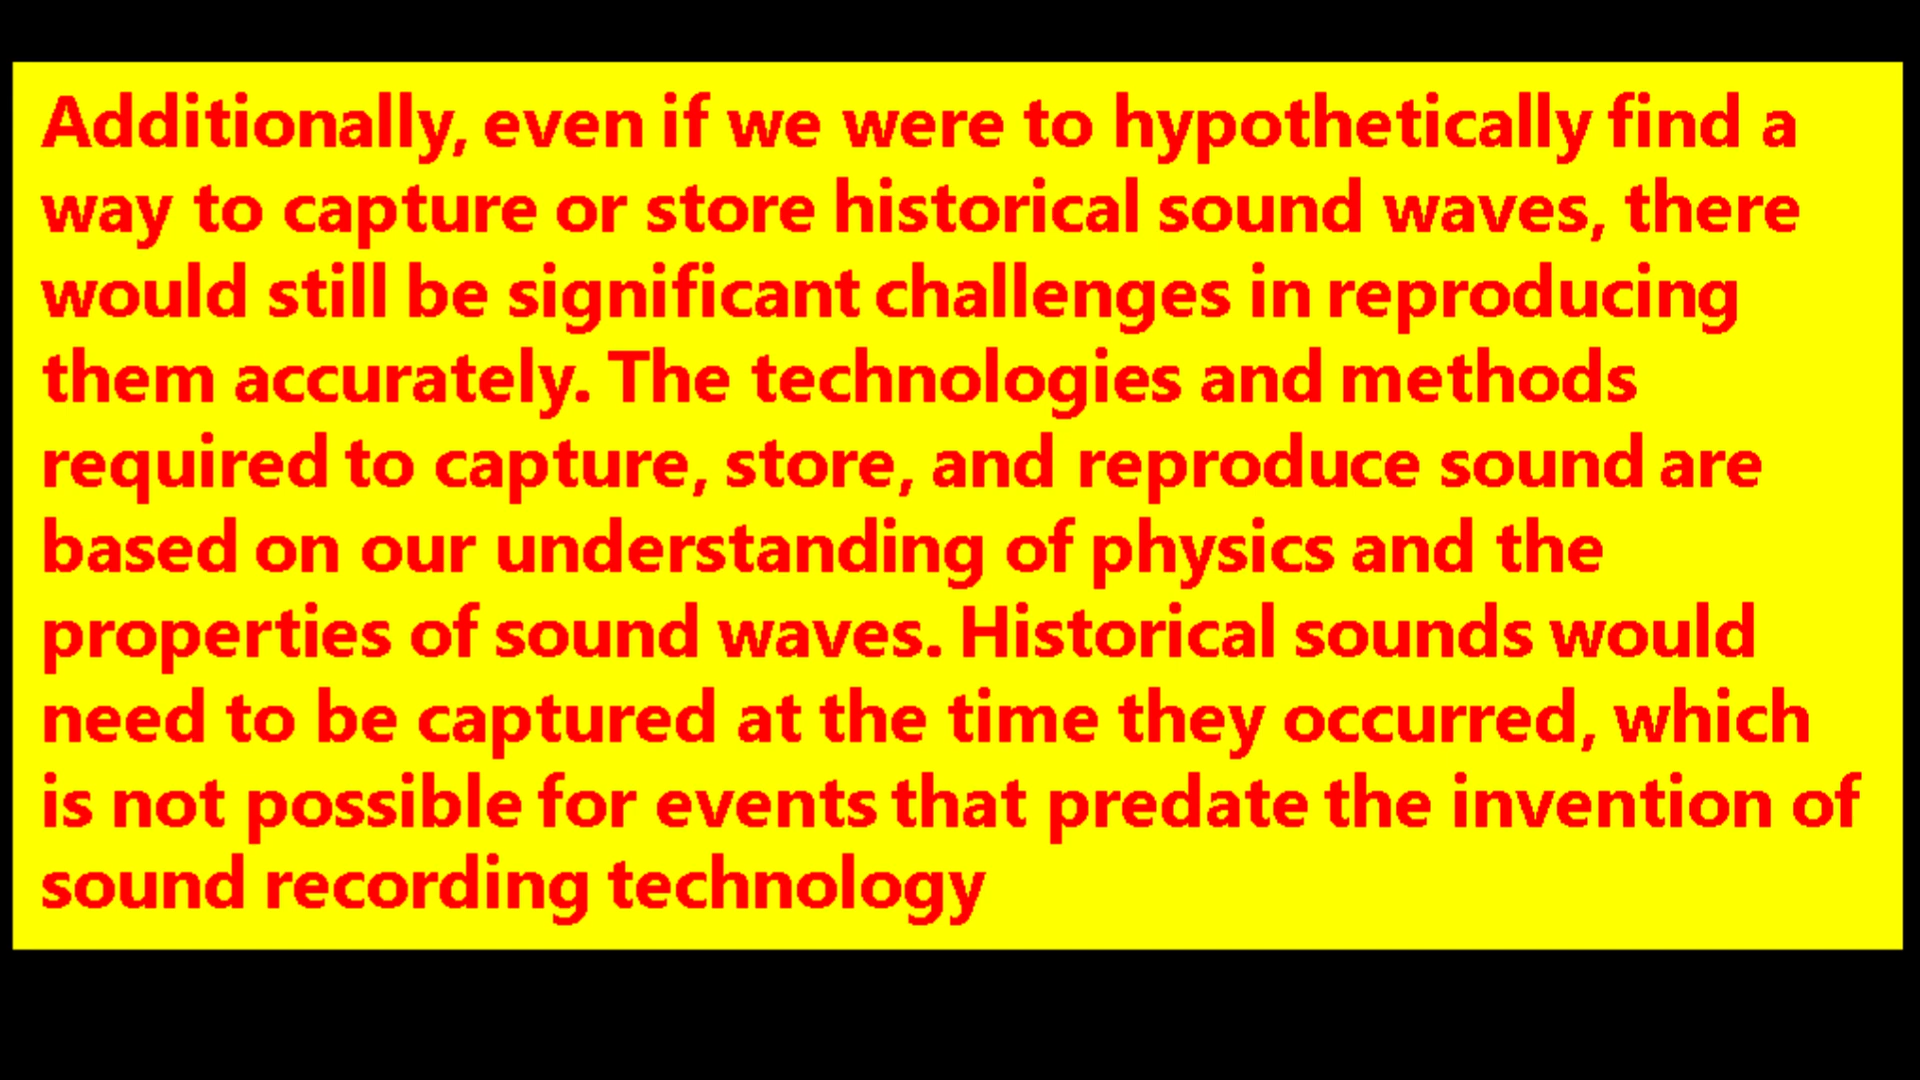 Additionally, even if we were to hypothetically find a
way to capture or store historical sound waves, there
would still be significant challenges in reproducing
them accurately. The technologies and methods
required to capture, store, and reproduce sound are
based on our understanding of physics and the
properties of sound waves. Historical sounds would
need to be captured at the time they occurred, which
is not possible for events that predate the invention of
sound recording technology